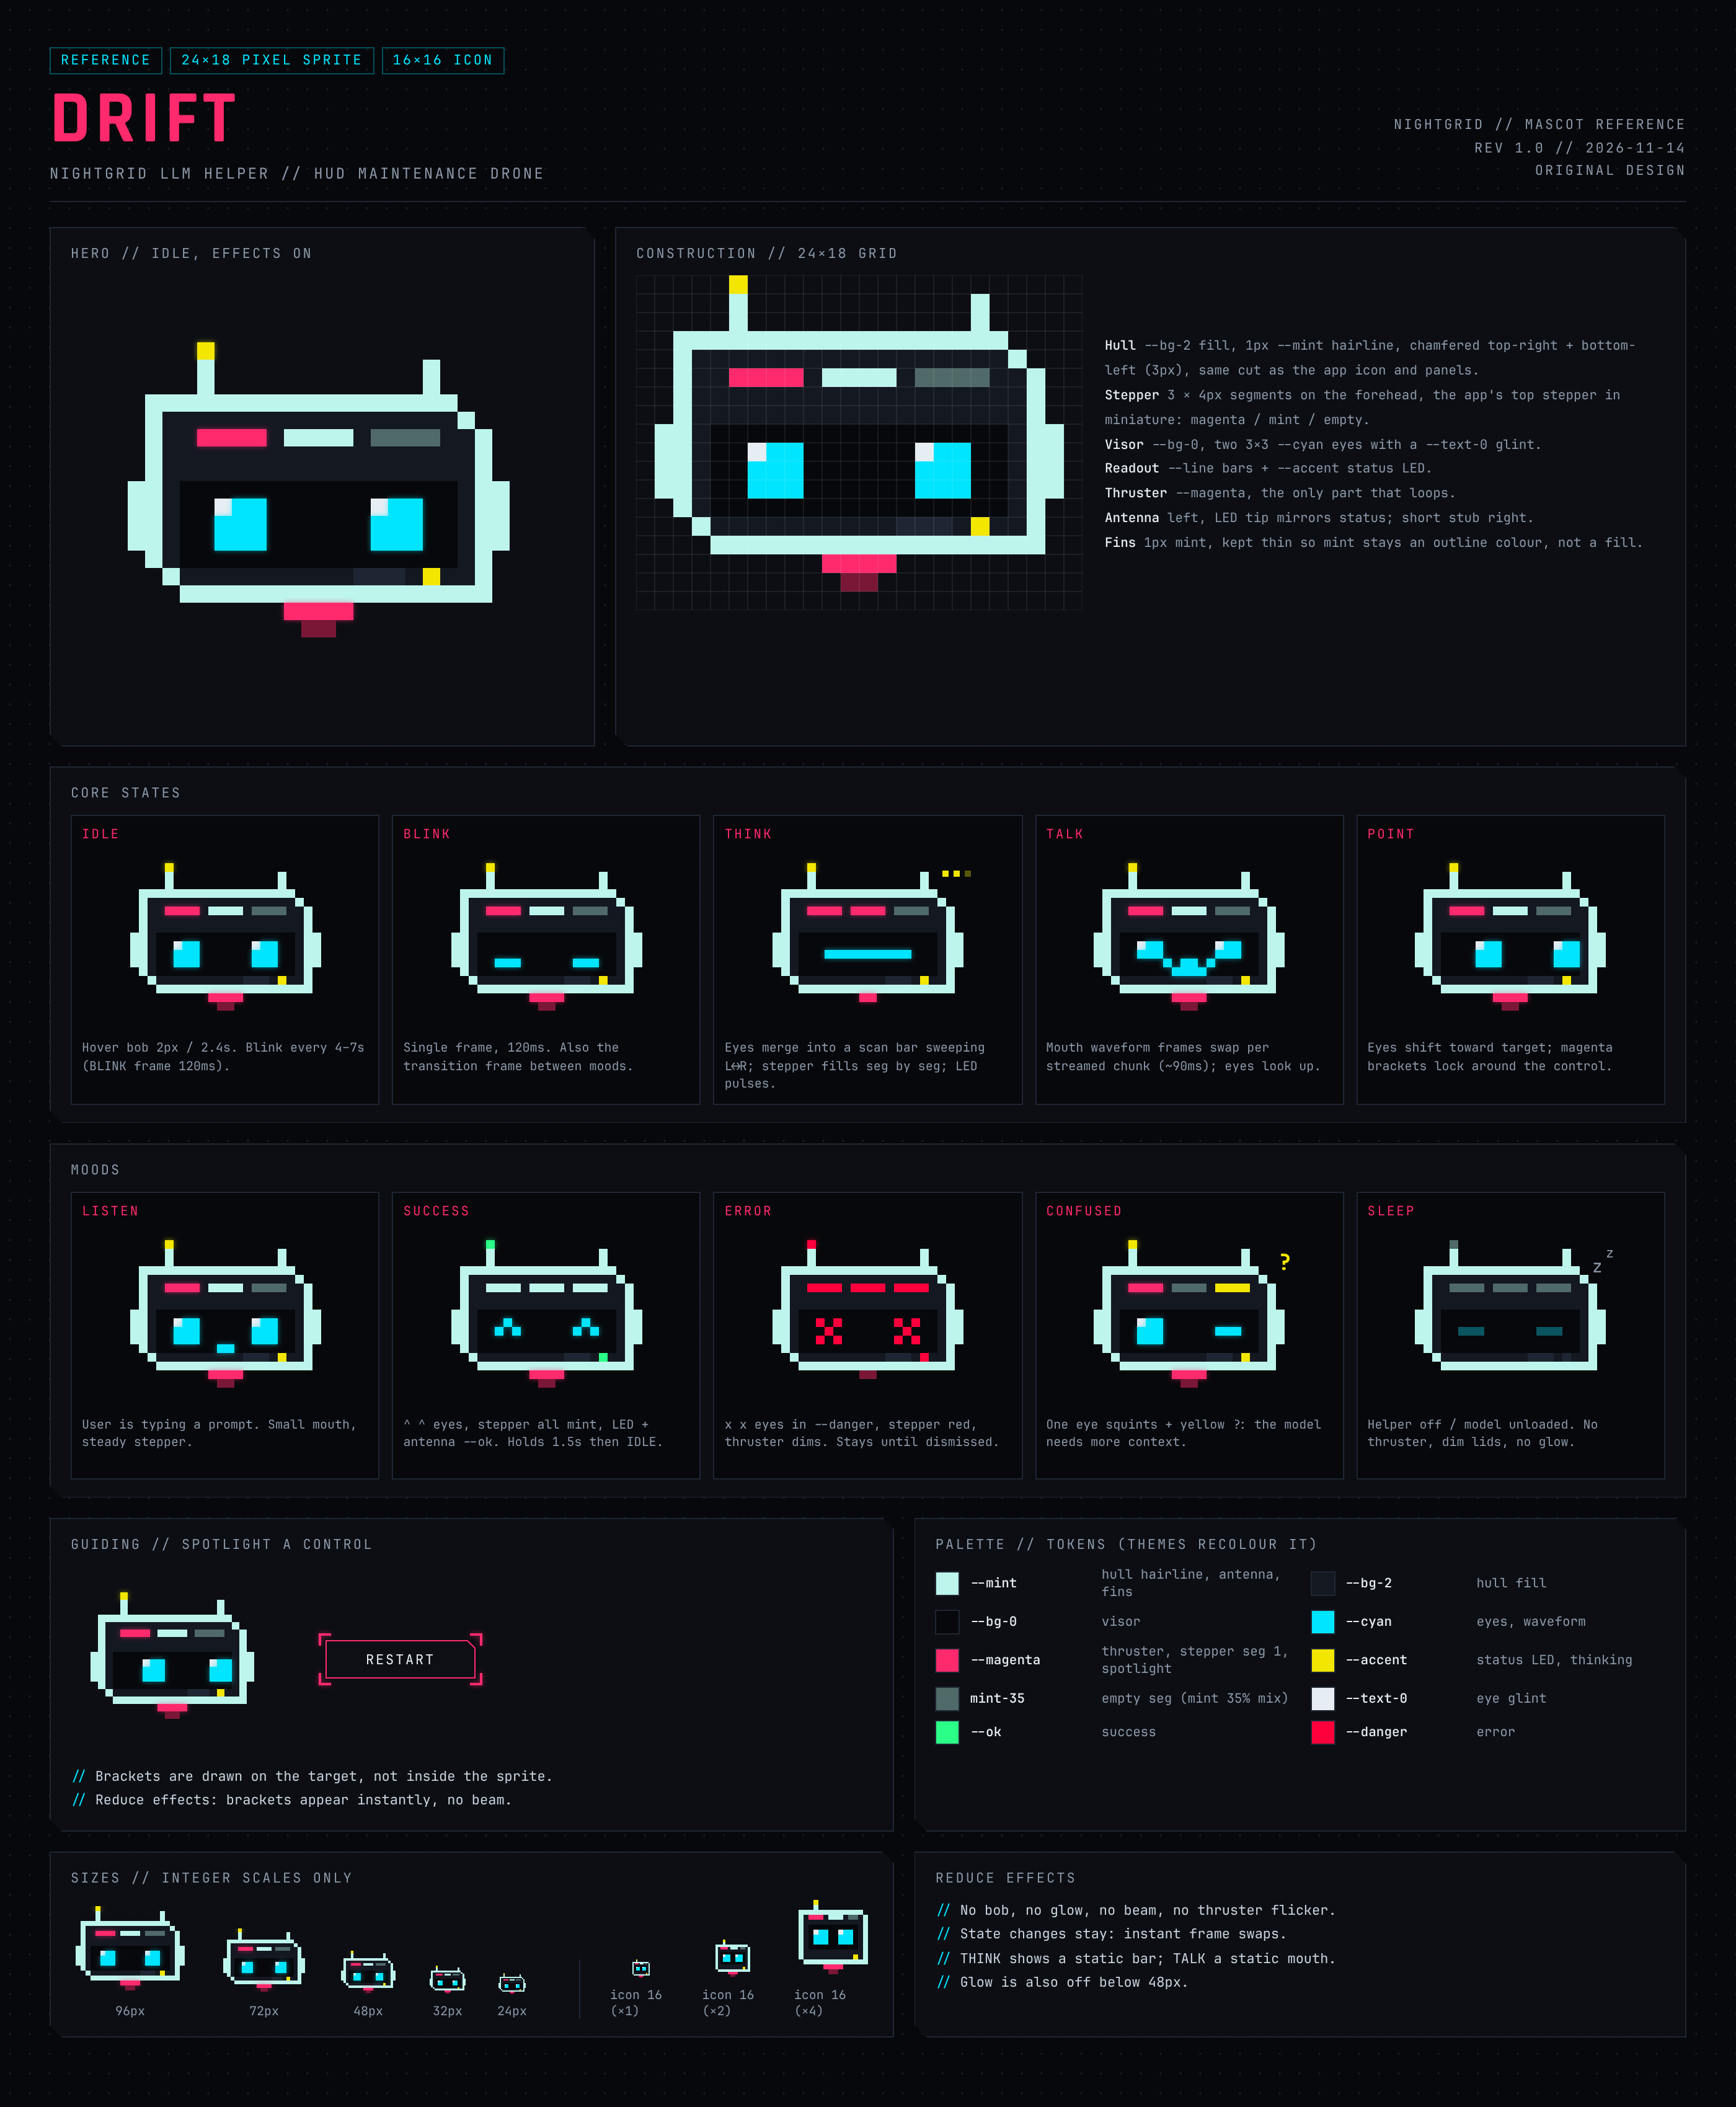 REFERENCE
24×18 PIXEL SPRITE
16×16 ICON
DRIFT
NIGHTGRID LLM HELPER // HUD MAINTENANCE DRONE
NIGHTGRID // MASCOT REFERENCE
REV 1.0 // 2026-11-14
ORIGINAL DESIGN
HERO // IDLE, EFFECTS ON
CONSTRUCTION // 24×18 GRID
Hull --bg-2 fill, 1px --mint hairline, chamfered top-right + bottom-
left (3px), same cut as the app icon and panels.
Stepper 3 × 4px segments on the forehead, the app's top stepper in
miniature: magenta / mint / empty.
Visor --bg-0, two 3×3 --cyan eyes with a --text-0 glint.
Readout --line bars + --accent status LED.
Thruster --magenta, the only part that loops.
Antenna left, LED tip mirrors status; short stub right.
Fins 1px mint, kept thin so mint stays an outline colour, not a fill.
CORE STATES
IDLE
Hover bob 2px / 2.4s. Blink every 4–7s
(BLINK frame 120ms).
BLINK
Single frame, 120ms. Also the
transition frame between moods.
THINK
Eyes merge into a scan bar sweeping
L↔R; stepper fills seg by seg; LED
pulses.
TALK
Mouth waveform frames swap per
streamed chunk (~90ms); eyes look up.
POINT
Eyes shift toward target; magenta
brackets lock around the control.
MOODS
LISTEN
User is typing a prompt. Small mouth,
steady stepper.
SUCCESS
^ ^ eyes, stepper all mint, LED +
antenna --ok. Holds 1.5s then IDLE.
ERROR
x x eyes in --danger, stepper red,
thruster dims. Stays until dismissed.
CONFUSED
?
One eye squints + yellow ?: the model
needs more context.
SLEEP
z
z
Helper off / model unloaded. No
thruster, dim lids, no glow.
GUIDING // SPOTLIGHT A CONTROL
RESTART
// Brackets are drawn on the target, not inside the sprite.
// Reduce effects: brackets appear instantly, no beam.
PALETTE // TOKENS (THEMES RECOLOUR IT)
--mint
hull hairline, antenna,
fins
--bg-2
hull fill
--bg-0
visor
--cyan
eyes, waveform
--magenta
thruster, stepper seg 1,
spotlight
--accent
status LED, thinking
mint-35
empty seg (mint 35% mix)
--text-0
eye glint
--ok
success
--danger
error
SIZES // INTEGER SCALES ONLY
96px
72px
48px
32px
24px
icon 16
(×1)
icon 16
(×2)
icon 16
(×4)
REDUCE EFFECTS
// No bob, no glow, no beam, no thruster flicker.
// State changes stay: instant frame swaps.
// THINK shows a static bar; TALK a static mouth.
// Glow is also off below 48px.